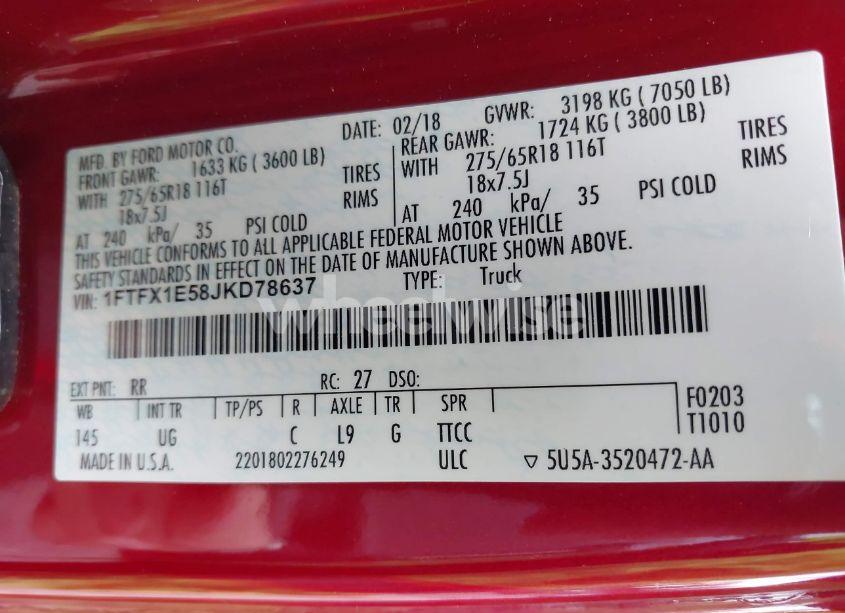 MFD. BY FORD MOTOR CO.
DATE: 02/18 GVWR: 3198 KG ( 7050 LB)
FRONT GAWR: 1633 KG ( 3600 LB)
WITH 275/65R18 116T TIRES
18x7.5J RIMS
AT 240 kPa/ 35 PSI COLD
REAR GAWR: 1724 KG ( 3800 LB)
WITH 275/65R18 116T TIRES
18x7.5J RIMS
AT 240 kPa/ 35 PSI COLD
THIS VEHICLE CONFORMS TO ALL APPLICABLE FEDERAL MOTOR VEHICLE
SAFETY STANDARDS IN EFFECT ON THE DATE OF MANUFACTURE SHOWN ABOVE.
VIN: 1FTFX1E58JKD78637 TYPE: Truck
wheelwise
EXT PNT: RR RC: 27 DSO:
WB | INT TR | TP/PS | R | AXLE | TR | SPR | F0203
145 UG C L9 G TTCC T1010
MADE IN U.S.A. 2201802276249 ULC ▽ 5U5A-3520472-AA